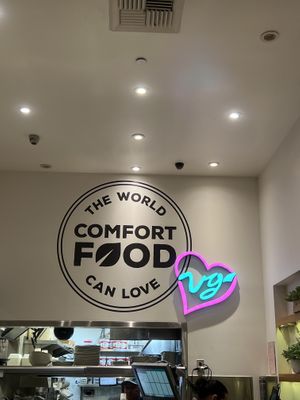 THE WORLD
COMFORT
FOOD
CAN LOVE
vg